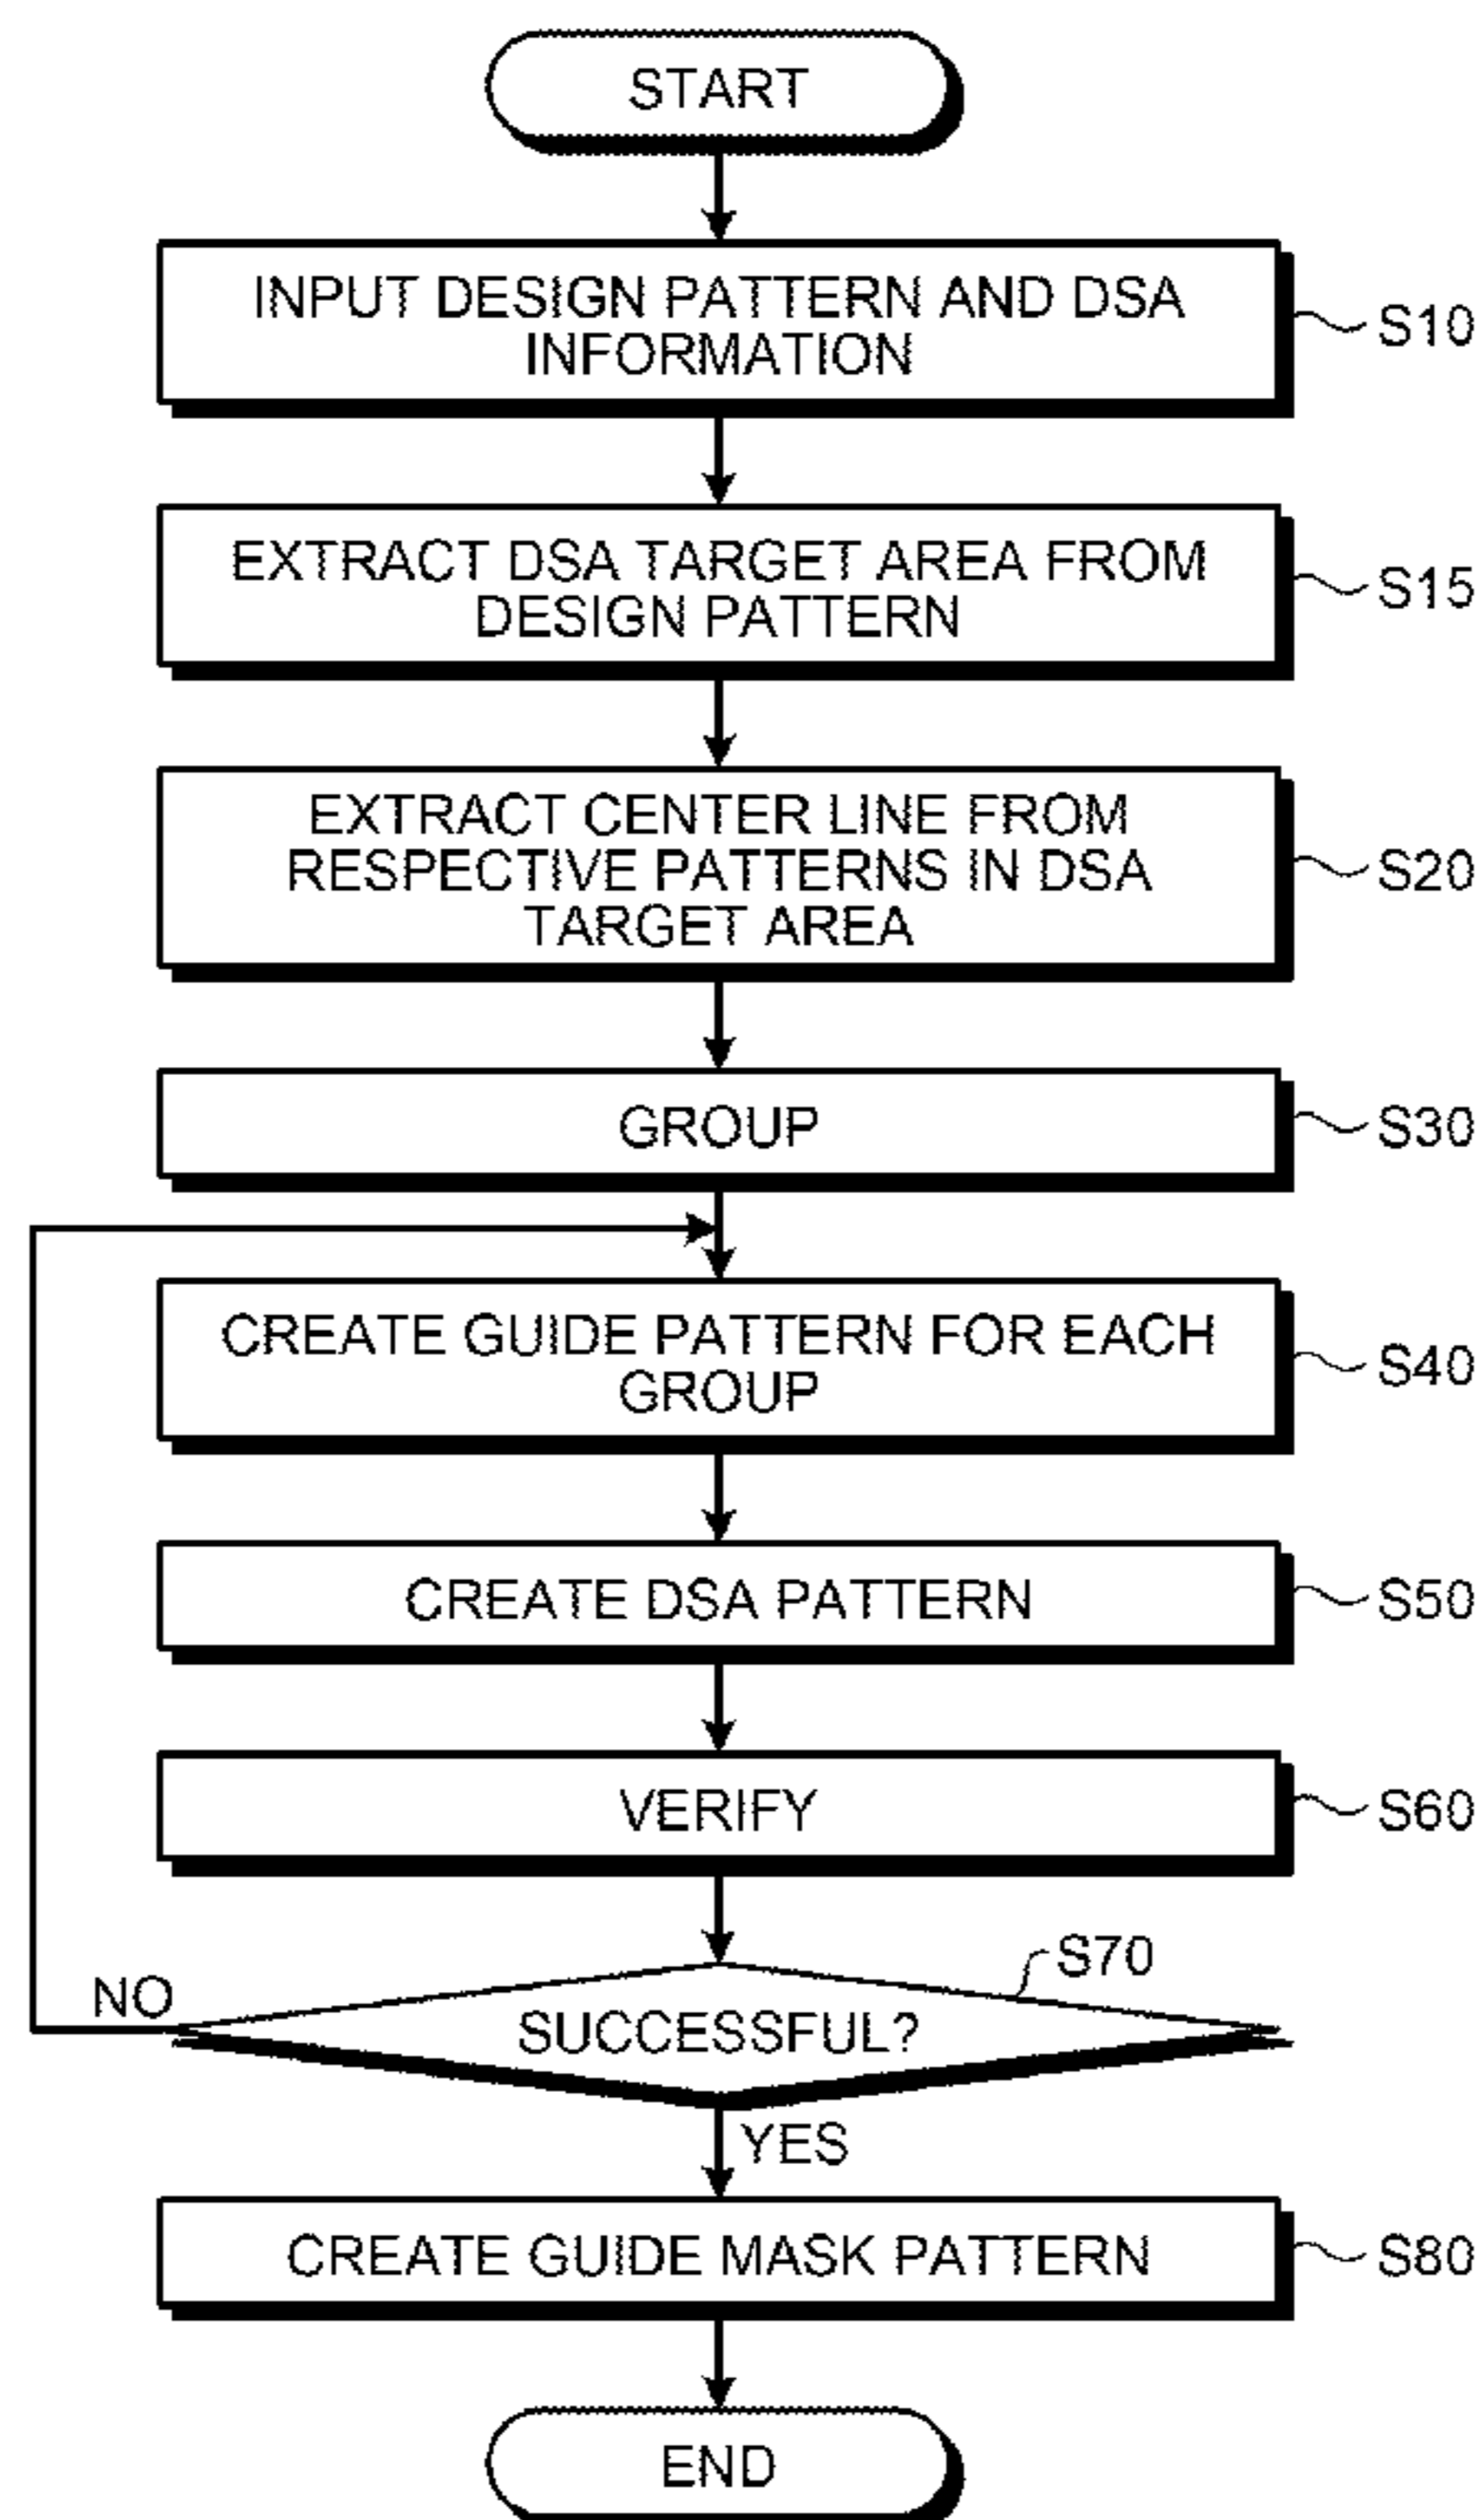 START
INPUT DESIGN PATTERN AND DSA
INFORMATION
S10
EXTRACT DSA TARGET AREA FROM
DESIGN PATTERN
S15
EXTRACT CENTER LINE FROM
RESPECTIVE PATTERNS IN DSA
TARGET AREA
S20
GROUP
S30
CREATE GUIDE PATTERN FOR EACH
GROUP
S40
CREATE DSA PATTERN
S50
VERIFY
S60
S70
NO
SUCCESSFUL?
YES
CREATE GUIDE MASK PATTERN
S80
END